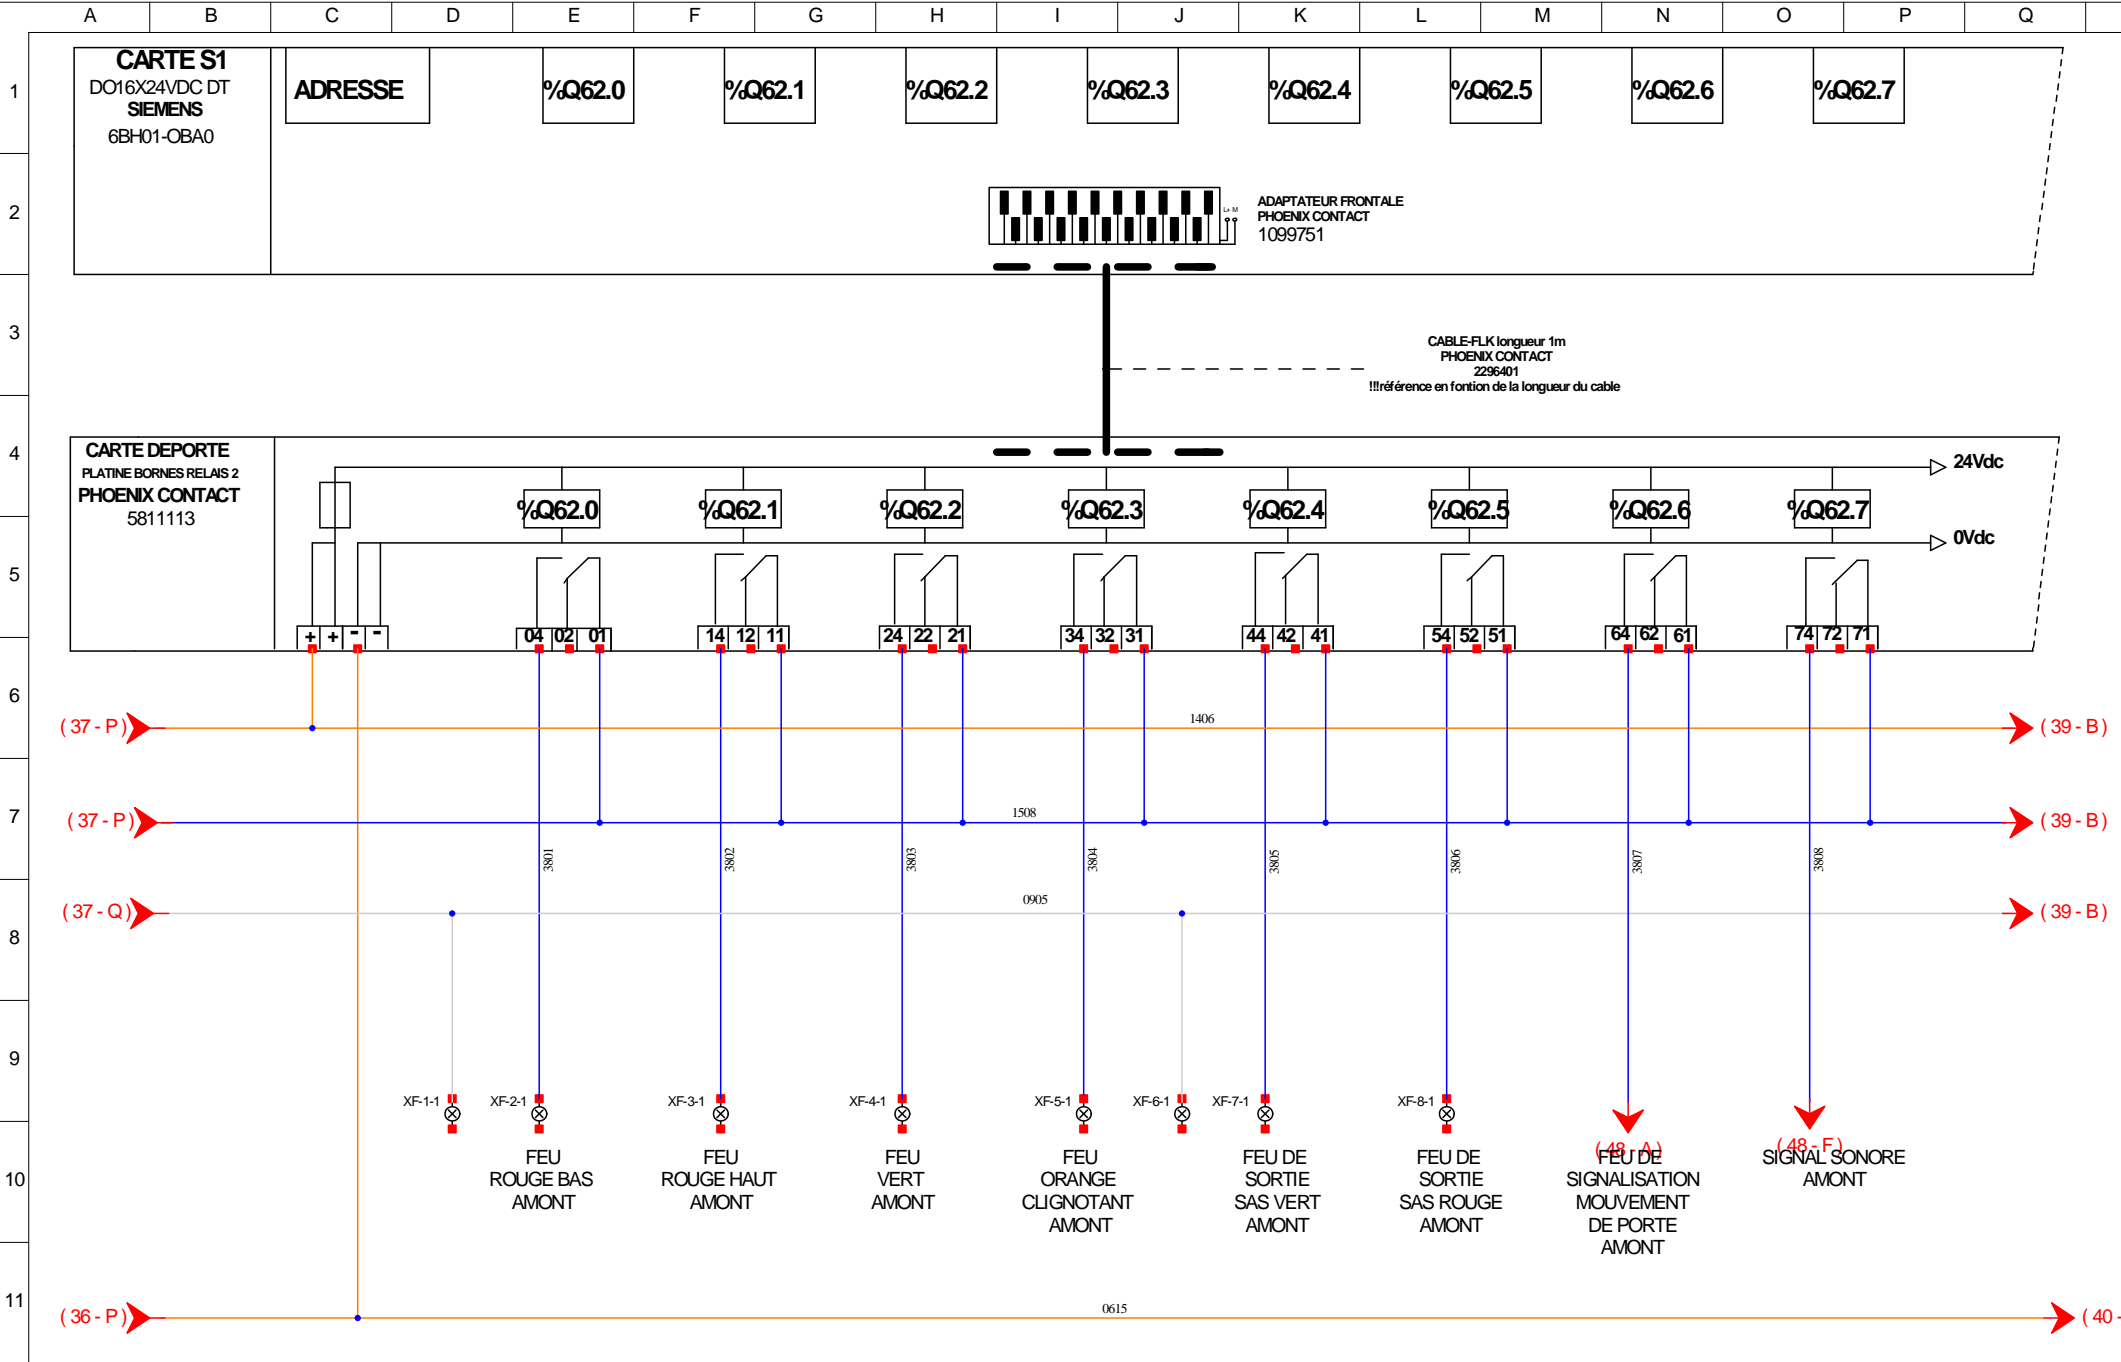 A B C D E F G H I J K L M N O P Q
1
CARTE S1
DO16X24VDC DT
SIEMENS
6BH01-OBA0
ADRESSE
%Q62.0 %Q62.1 %Q62.2 %Q62.3 %Q62.4 %Q62.5 %Q62.6 %Q62.7
2
L+ M
ADAPTATEUR FRONTALE
PHOENIX CONTACT
1099751
3
CABLE-FLK longueur 1m
PHOENIX CONTACT
2296401
!!!référence en fontion de la longueur du cable
4
CARTE DEPORTE
PLATINE BORNES RELAIS 2
PHOENIX CONTACT
5811113
24Vdc
%Q62.0 %Q62.1 %Q62.2 %Q62.3 %Q62.4 %Q62.5 %Q62.6 %Q62.7
0Vdc
5
+ + - -
04 02 01 14 12 11 24 22 21 34 32 31 44 42 41 54 52 51 64 62 61 74 72 71
6
( 37 - P) 1406 ( 39 - B)
7
( 37 - P) 1508 ( 39 - B)
3801 3802 3803 3804 3805 3806 3807 3808
( 37 - Q) 0905 ( 39 - B)
8
9
XF-1-1 XF-2-1 XF-3-1 XF-4-1 XF-5-1 XF-6-1 XF-7-1 XF-8-1
( 48 - A) ( 48 - F)
10
FEU
ROUGE BAS
AMONT
FEU
ROUGE HAUT
AMONT
FEU
VERT
AMONT
FEU
ORANGE
CLIGNOTANT
AMONT
FEU DE
SORTIE
SAS VERT
AMONT
FEU DE
SORTIE
SAS ROUGE
AMONT
FEU DE
SIGNALISATION
MOUVEMENT
DE PORTE
AMONT
SIGNAL SONORE
AMONT
11
( 36 - P) 0615 ( 40 -